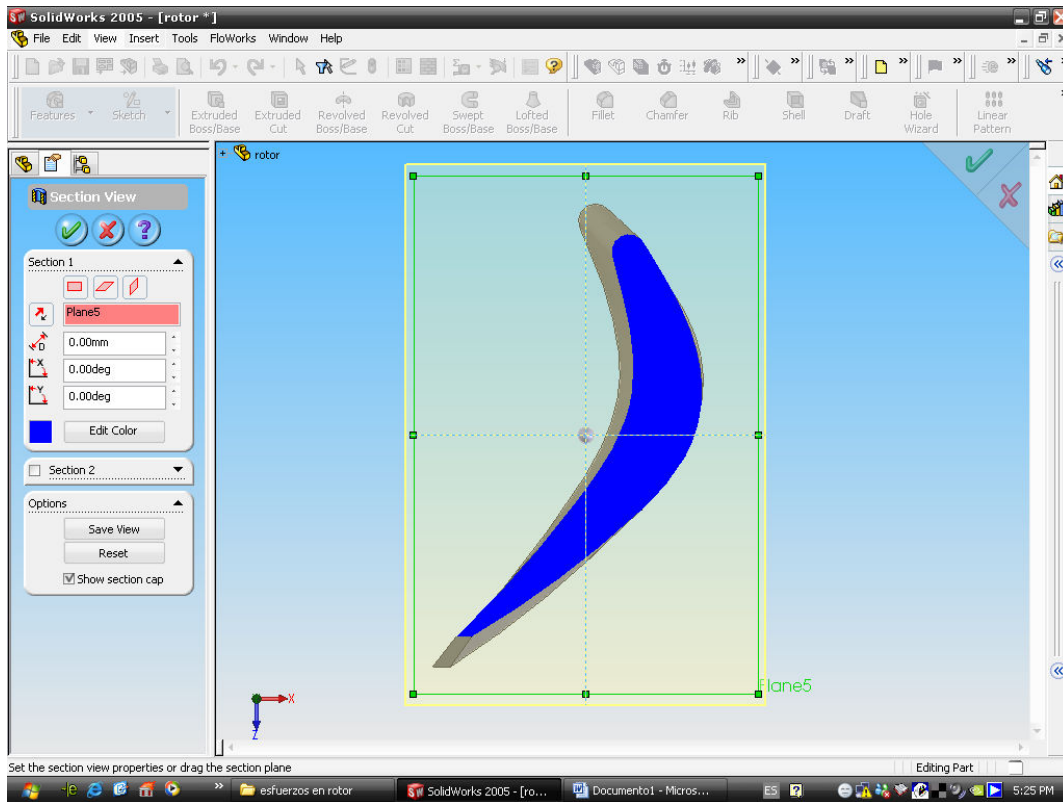 SolidWorks 2005 - [rotor *]
File Edit View Insert Tools FloWorks Window Help
Features Sketch Extruded Boss/Base Extruded Cut Revolved Boss/Base Revolved Cut Swept Boss/Base Lofted Boss/Base Fillet Chamfer Rib Shell Draft Hole Wizard Linear Pattern
+ rotor
Section View
Section 1
Plane5
0.00mm
0.00deg
0.00deg
Edit Color
Section 2
Options
Save View
Reset
Show section cap
Plane5
X
Z
Set the section view properties or drag the section plane
Editing Part
esfuerzos en rotor
SolidWorks 2005 - [ro...
Documento1 - Micros...
ES
5:25 PM